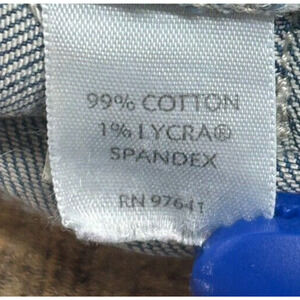 99% COTTON
1% LYCRA®
SPANDEX
RN 97641